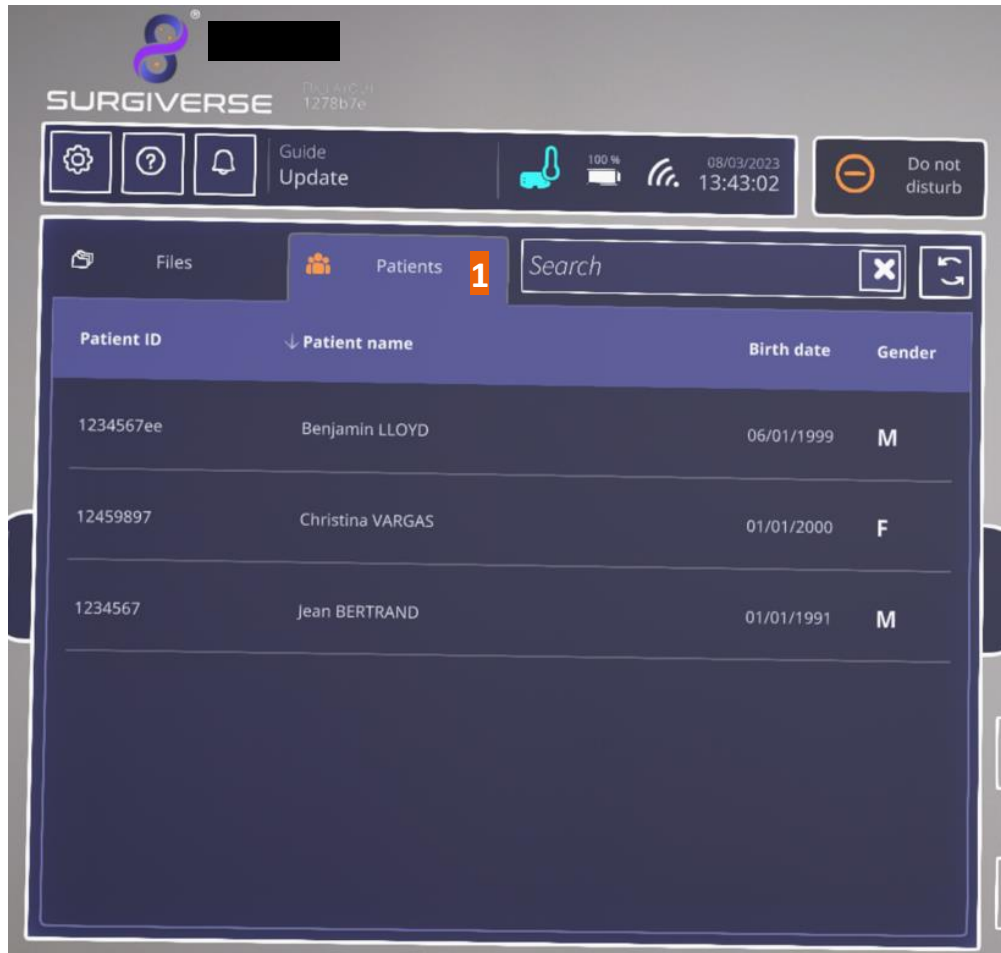 SURGIVERSE
®
1278b7e
Guide
Update
100 %
08/03/2023
13:43:02
Do not
disturb
Files
Patients
1
Search
Patient ID
Patient name
Birth date
Gender
1234567ee
Benjamin LLOYD
06/01/1999
M
12459897
Christina VARGAS
01/01/2000
F
1234567
Jean BERTRAND
01/01/1991
M